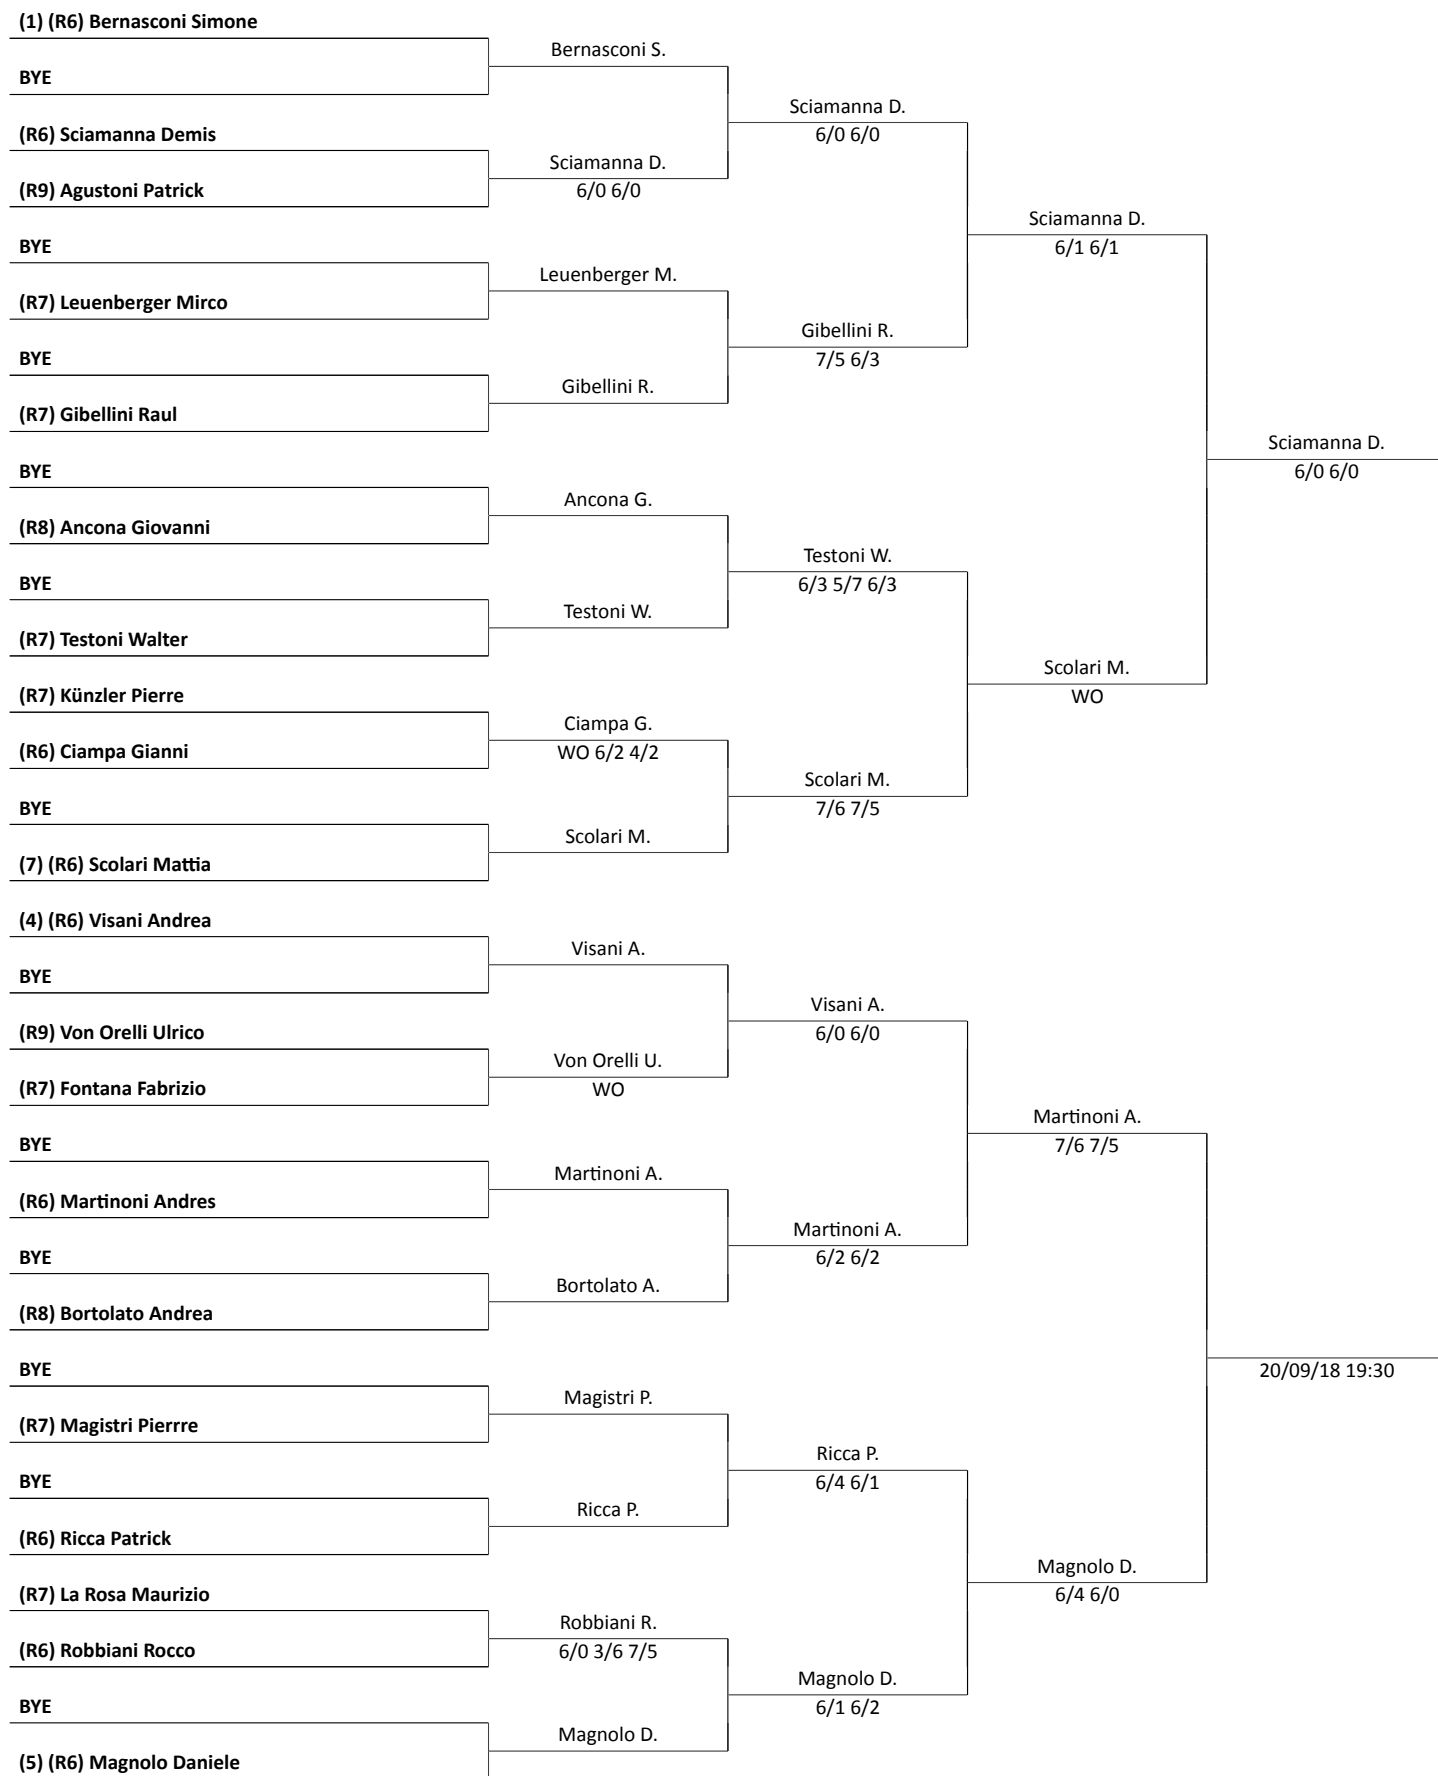 (1) (R6) Bernasconi Simone
Bernasconi S.
BYE
Sciamanna D.
(R6) Sciamanna Demis
6/0 6/0
Sciamanna D.
(R9) Agustoni Patrick
6/0 6/0
Sciamanna D.
BYE
6/1 6/1
Leuenberger M.
(R7) Leuenberger Mirco
Gibellini R.
BYE
7/5 6/3
Gibellini R.
(R7) Gibellini Raul
Sciamanna D.
BYE
6/0 6/0
Ancona G.
(R8) Ancona Giovanni
Testoni W.
BYE
6/3 5/7 6/3
Testoni W.
(R7) Testoni Walter
Scolari M.
(R7) Künzler Pierre
WO
Ciampa G.
(R6) Ciampa Gianni
WO 6/2 4/2
Scolari M.
BYE
7/6 7/5
Scolari M.
(7) (R6) Scolari Mattia
(4) (R6) Visani Andrea
Visani A.
BYE
Visani A.
(R9) Von Orelli Ulrico
6/0 6/0
Von Orelli U.
(R7) Fontana Fabrizio
WO
Martinoni A.
BYE
7/6 7/5
Martinoni A.
(R6) Martinoni Andres
Martinoni A.
BYE
6/2 6/2
Bortolato A.
(R8) Bortolato Andrea
BYE
20/09/18 19:30
Magistri P.
(R7) Magistri Pierrre
Ricca P.
BYE
6/4 6/1
Ricca P.
(R6) Ricca Patrick
Magnolo D.
(R7) La Rosa Maurizio
6/4 6/0
Robbiani R.
(R6) Robbiani Rocco
6/0 3/6 7/5
Magnolo D.
BYE
6/1 6/2
Magnolo D.
(5) (R6) Magnolo Daniele